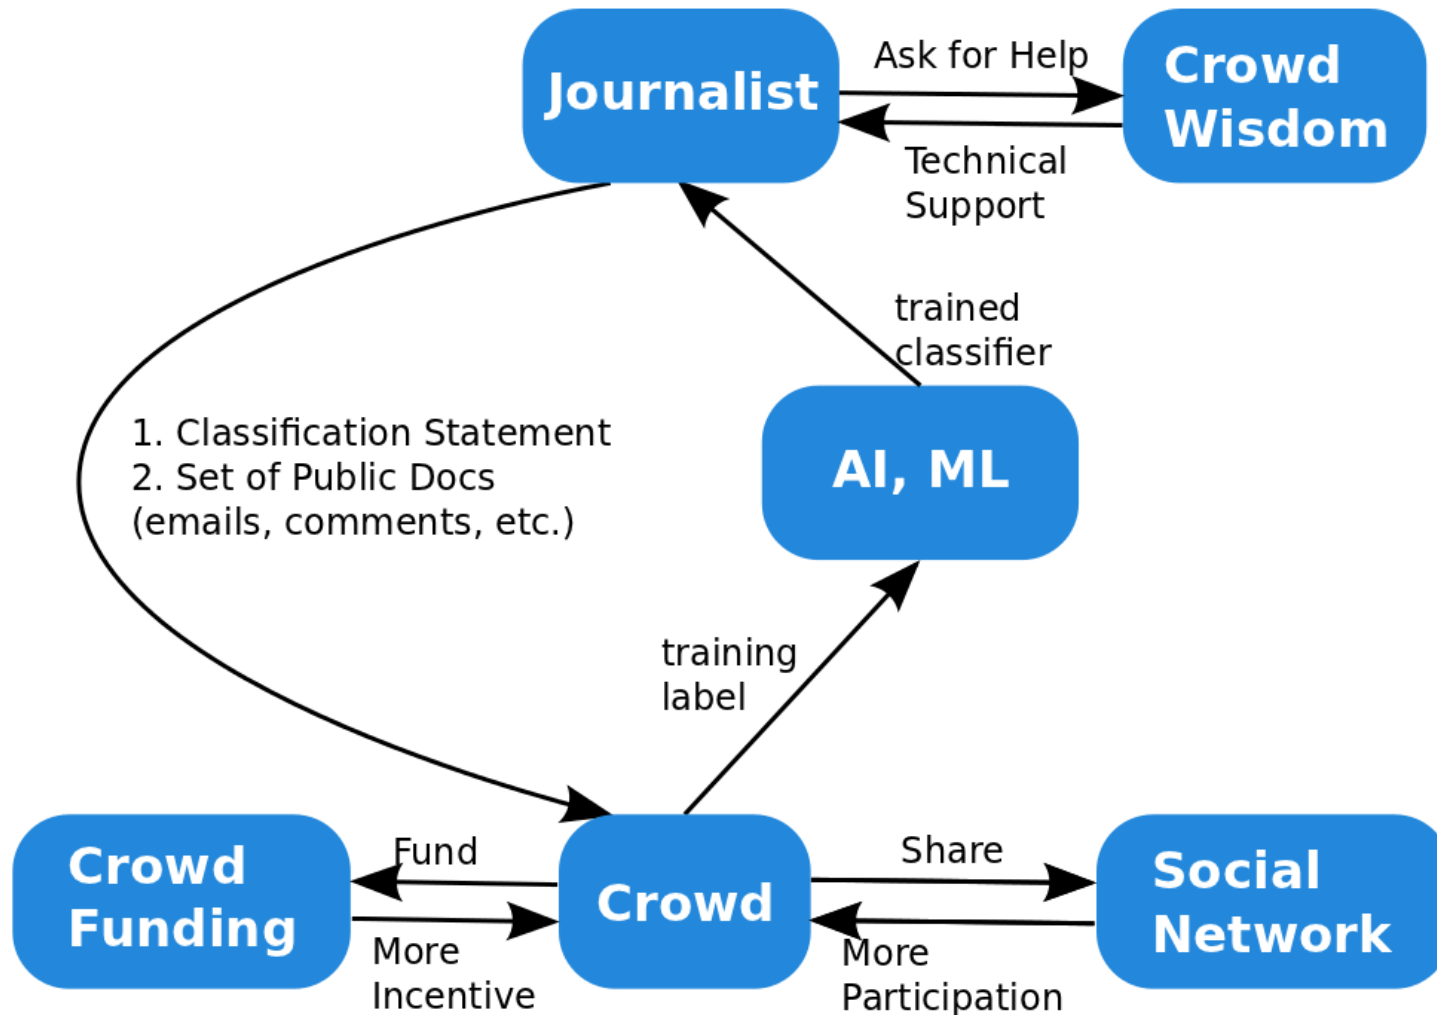 Journalist
Ask for Help
Crowd
Wisdom
Technical
Support
trained
classifier
1. Classification Statement
2. Set of Public Docs
(emails, comments, etc.)
AI, ML
training
label
Crowd
Funding
Fund
More
Incentive
Crowd
Share
More
Participation
Social
Network